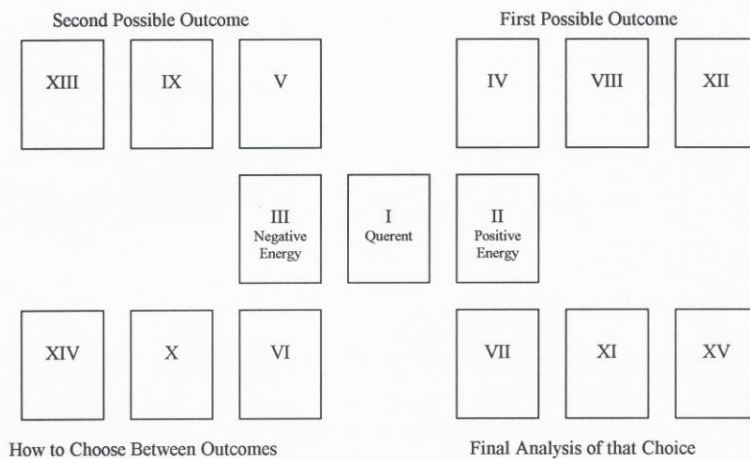 Second Possible Outcome
First Possible Outcome
XIII
IX
V
IV
VIII
XII
III
Negative
Energy
I
Querent
II
Positive
Energy
XIV
X
VI
VII
XI
XV
How to Choose Between Outcomes
Final Analysis of that Choice